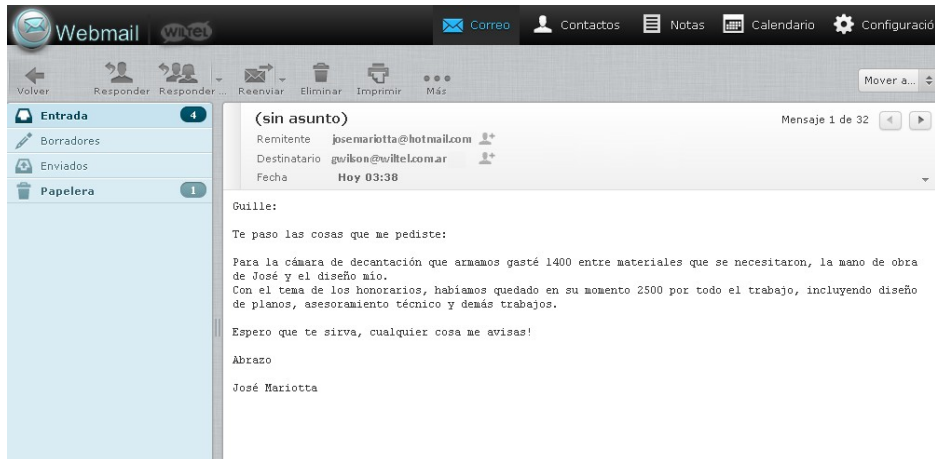 Webmail WILTEL Correo Contactos Notas Calendario Configuració
Volver Responder Responder ... Reenviar Eliminar Imprimir Más Mover a...
Entrada 4
Borradores
Enviados
Papelera 1
(sin asunto) Mensaje 1 de 32
Remitente josemariotta@hotmail.com
Destinatario gwilson@wiltel.com.ar
Fecha Hoy 03:38
Guille:
Te paso las cosas que me pediste:
Para la cámara de decantación que armamos gasté 1400 entre materiales que se necesitaron, la mano de obra
de José y el diseño mío.
Con el tema de los honorarios, habíamos quedado en su momento 2500 por todo el trabajo, incluyendo diseño
de planos, asesoramiento técnico y demás trabajos.
Espero que te sirva, cualquier cosa me avisas!
Abrazo
José Mariotta